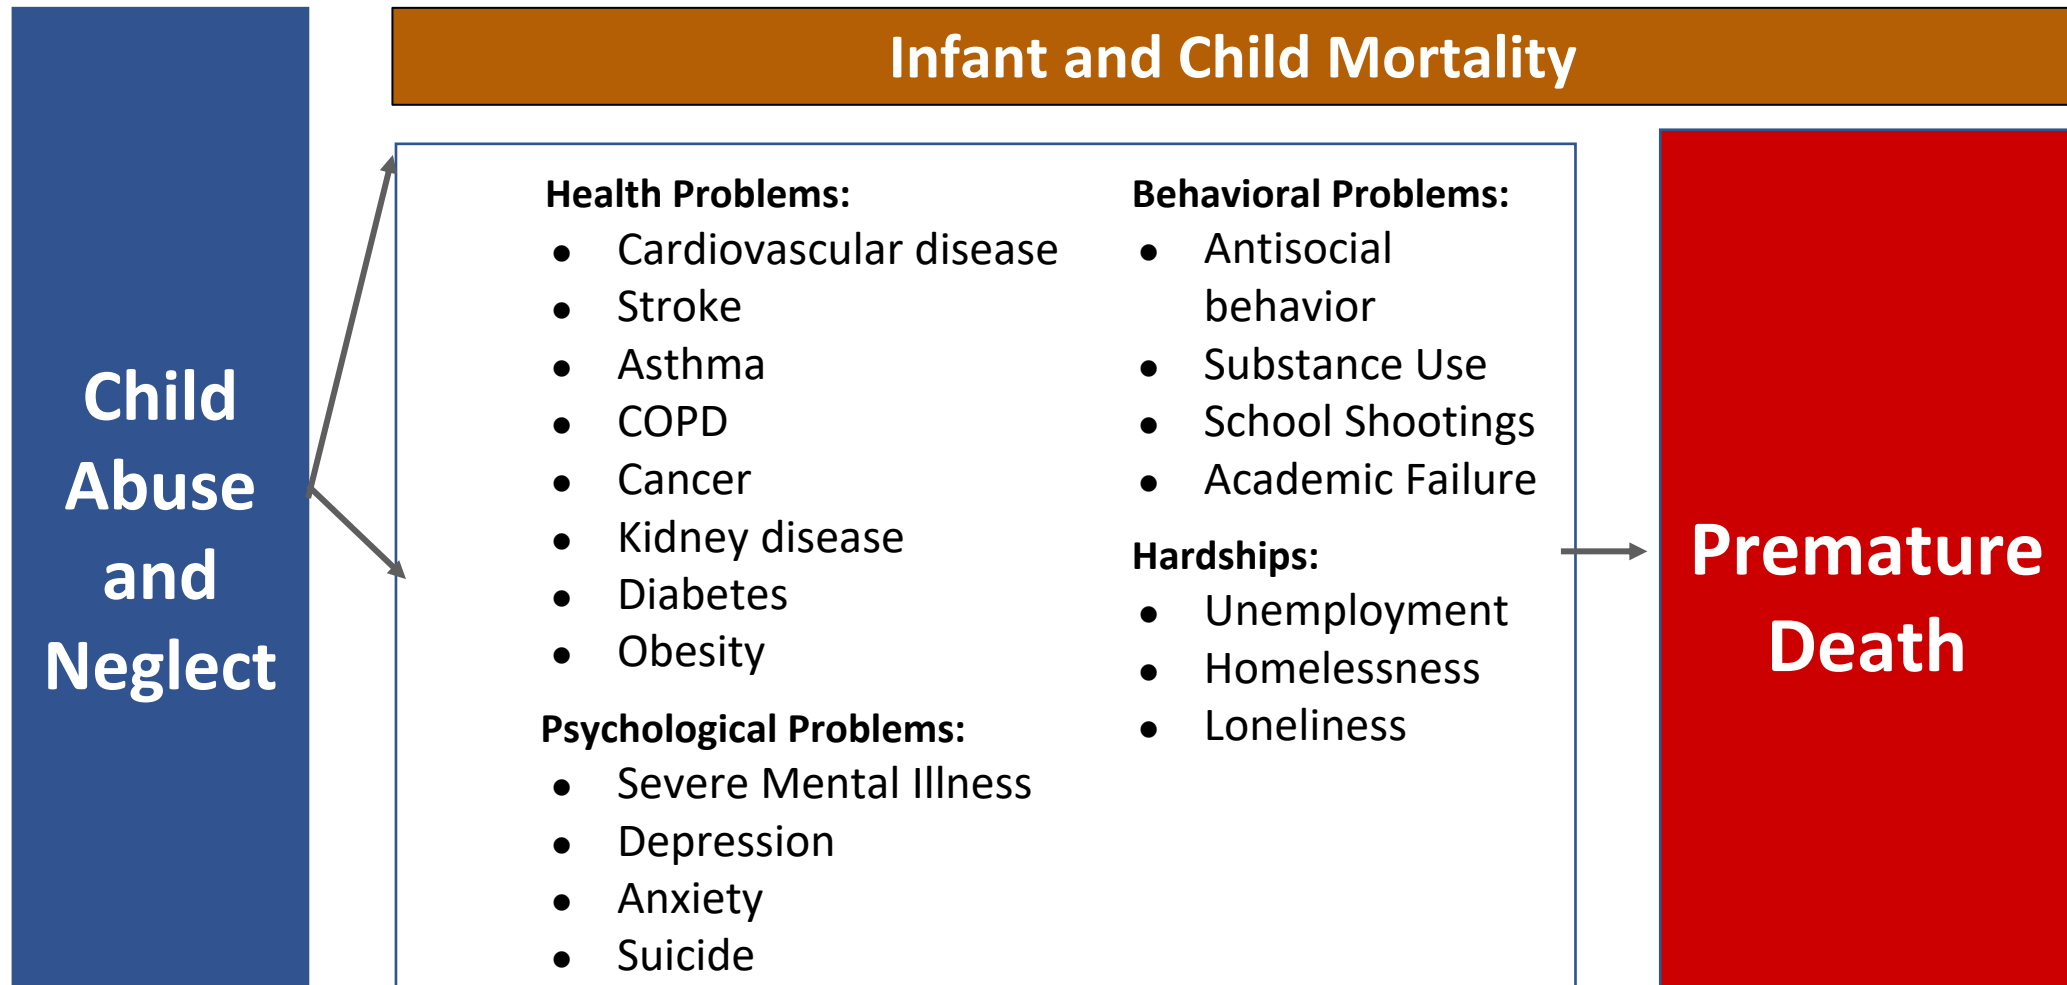 Child
Abuse
and
Neglect
Infant and Child Mortality
Health Problems:
● Cardiovascular disease
● Stroke
● Asthma
● COPD
● Cancer
● Kidney disease
● Diabetes
● Obesity
Psychological Problems:
● Severe Mental Illness
● Depression
● Anxiety
● Suicide
Behavioral Problems:
● Antisocial
behavior
● Substance Use
● School Shootings
● Academic Failure
Hardships:
● Unemployment
● Homelessness
● Loneliness
Premature
Death